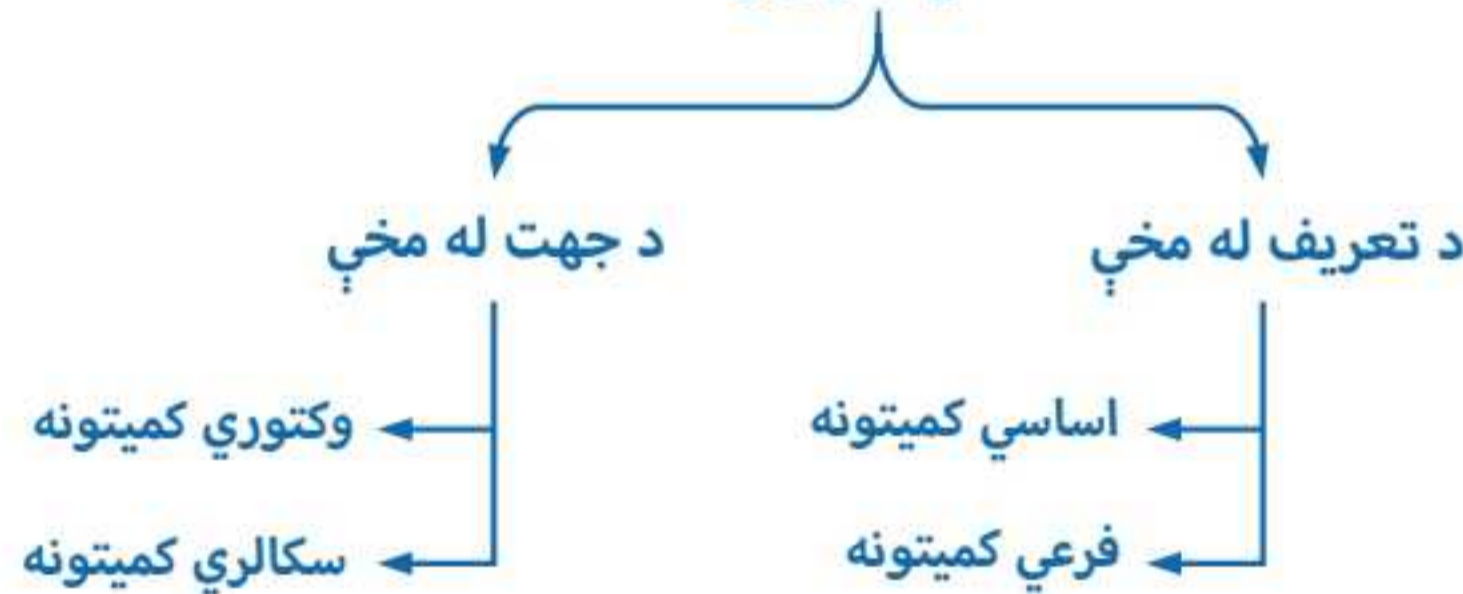 د تعریف له مخې
د جهت له مخې
اساسي کمیتونه
وکتوري کمیتونه
فرعي کمیتونه
سکالري کمیتونه